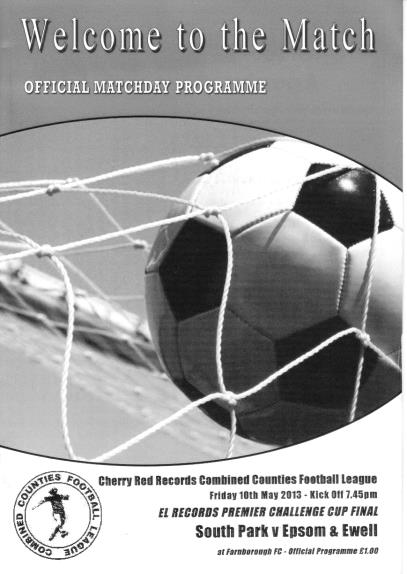 Welcome to the Match
OFFICIAL MATCHDAY PROGRAMME
COMBINED COUNTIES FOOTBALL LEAGUE
Cherry Red Records Combined Counties Football League
Friday 10th May 2013 - Kick Off 7.45pm
EL RECORDS PREMIER CHALLENGE CUP FINAL
South Park v Epsom & Ewell
at Farnborough FC - Official Programme £1.00